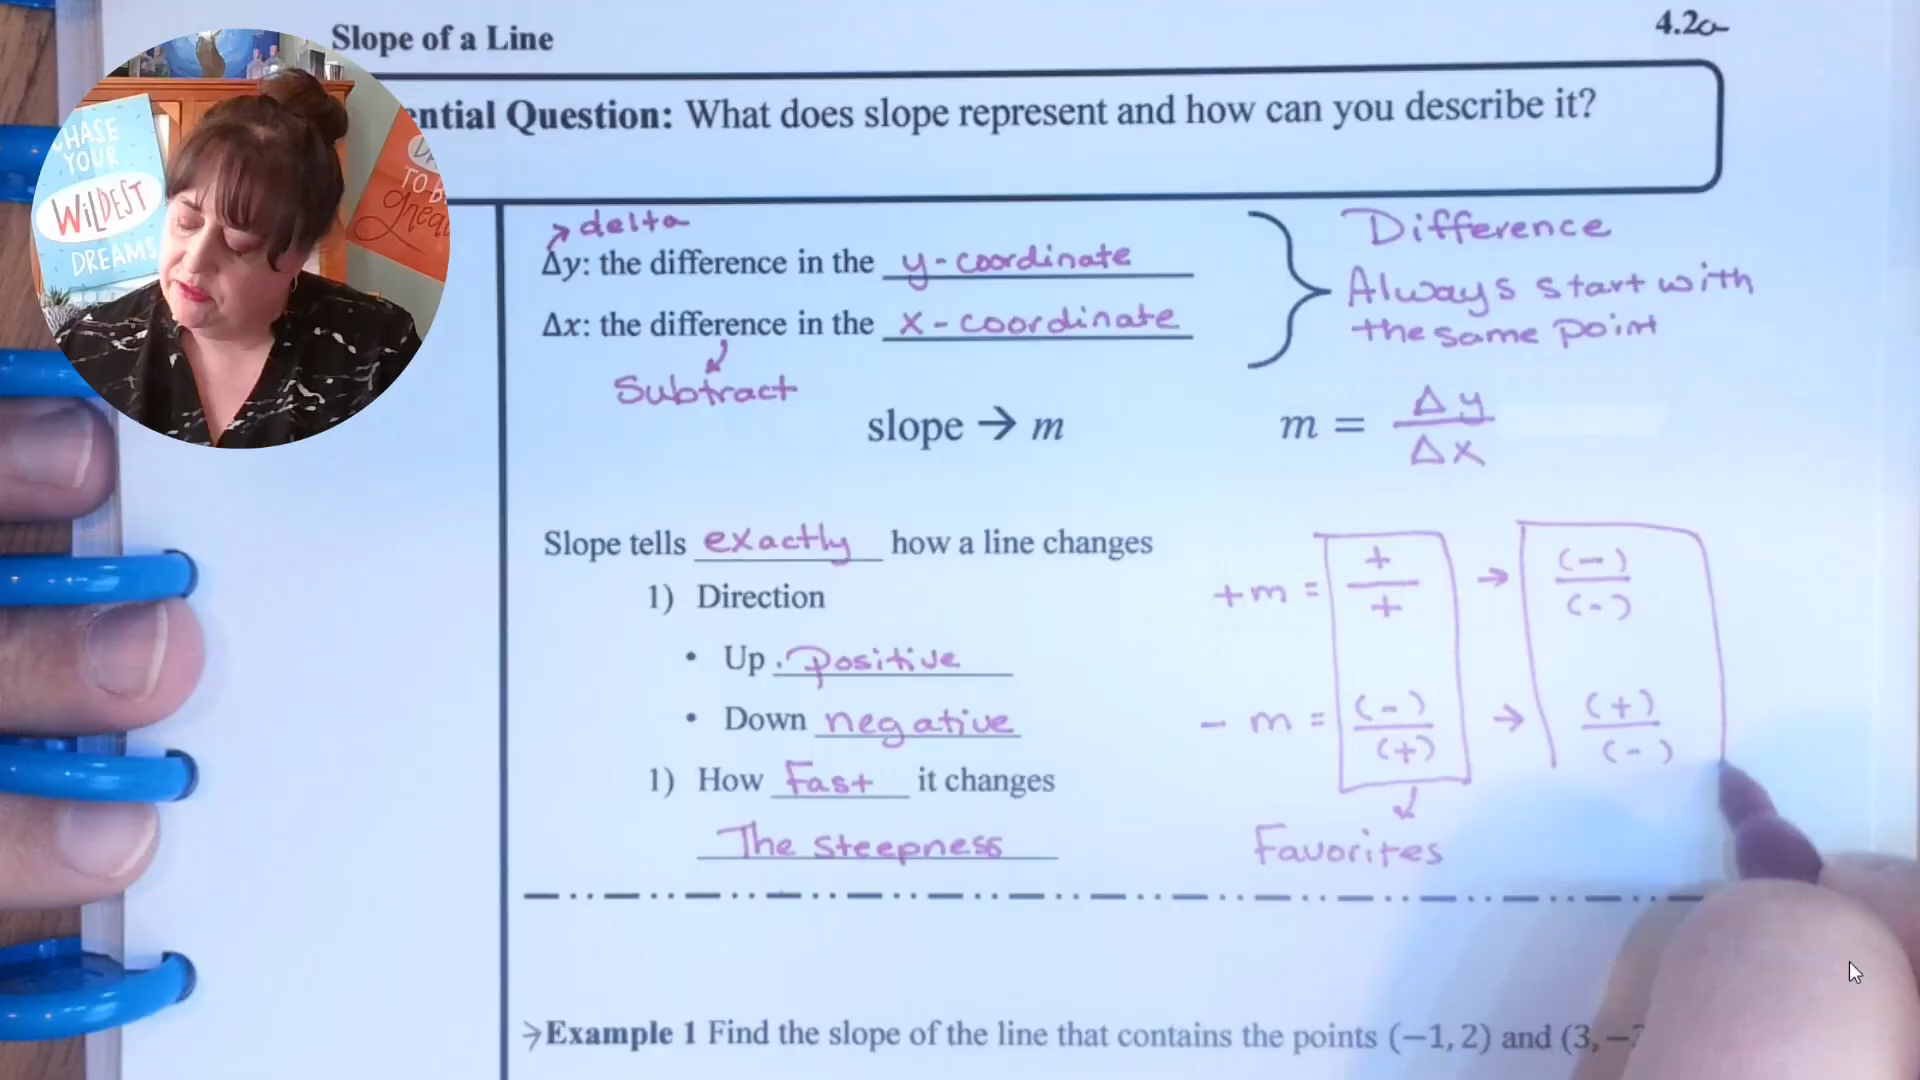 Slope of a Line
4.2a
ential Question: What does slope represent and how can you describe it?
CHASE
YOUR
WILDEST
DREAMS
TO B
delta
Δy: the difference in the y-coordinate
Δx: the difference in the x-coordinate
Subtract
Difference
Always start with
the same point
slope → m
m = Δy
Δx
Slope tells exactly how a line changes
1) Direction
• Up positive
• Down negative
1) How Fast it changes
The steepness
+m = + → (-)
+ (-)
- m = (-) → (+)
(+) (-)
Favorites
→Example 1 Find the slope of the line that contains the points (−1, 2) and (3, −